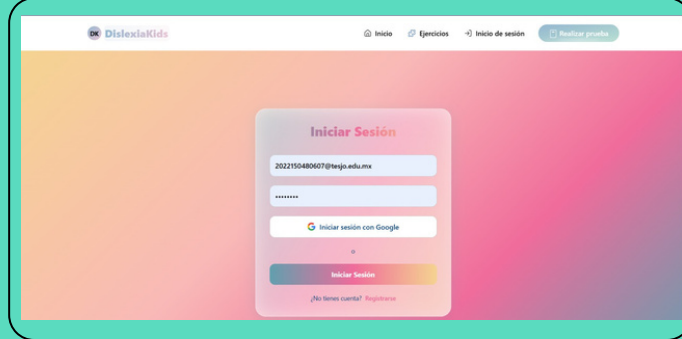 DK DislexiaKids
Inicio Ejercicios Inicio de sesión Realizar prueba
Iniciar Sesión
2022150480607@tesjo.edu.mx
••••••••
G Iniciar sesión con Google
o
Iniciar Sesión
¿No tienes cuenta? Registrarse